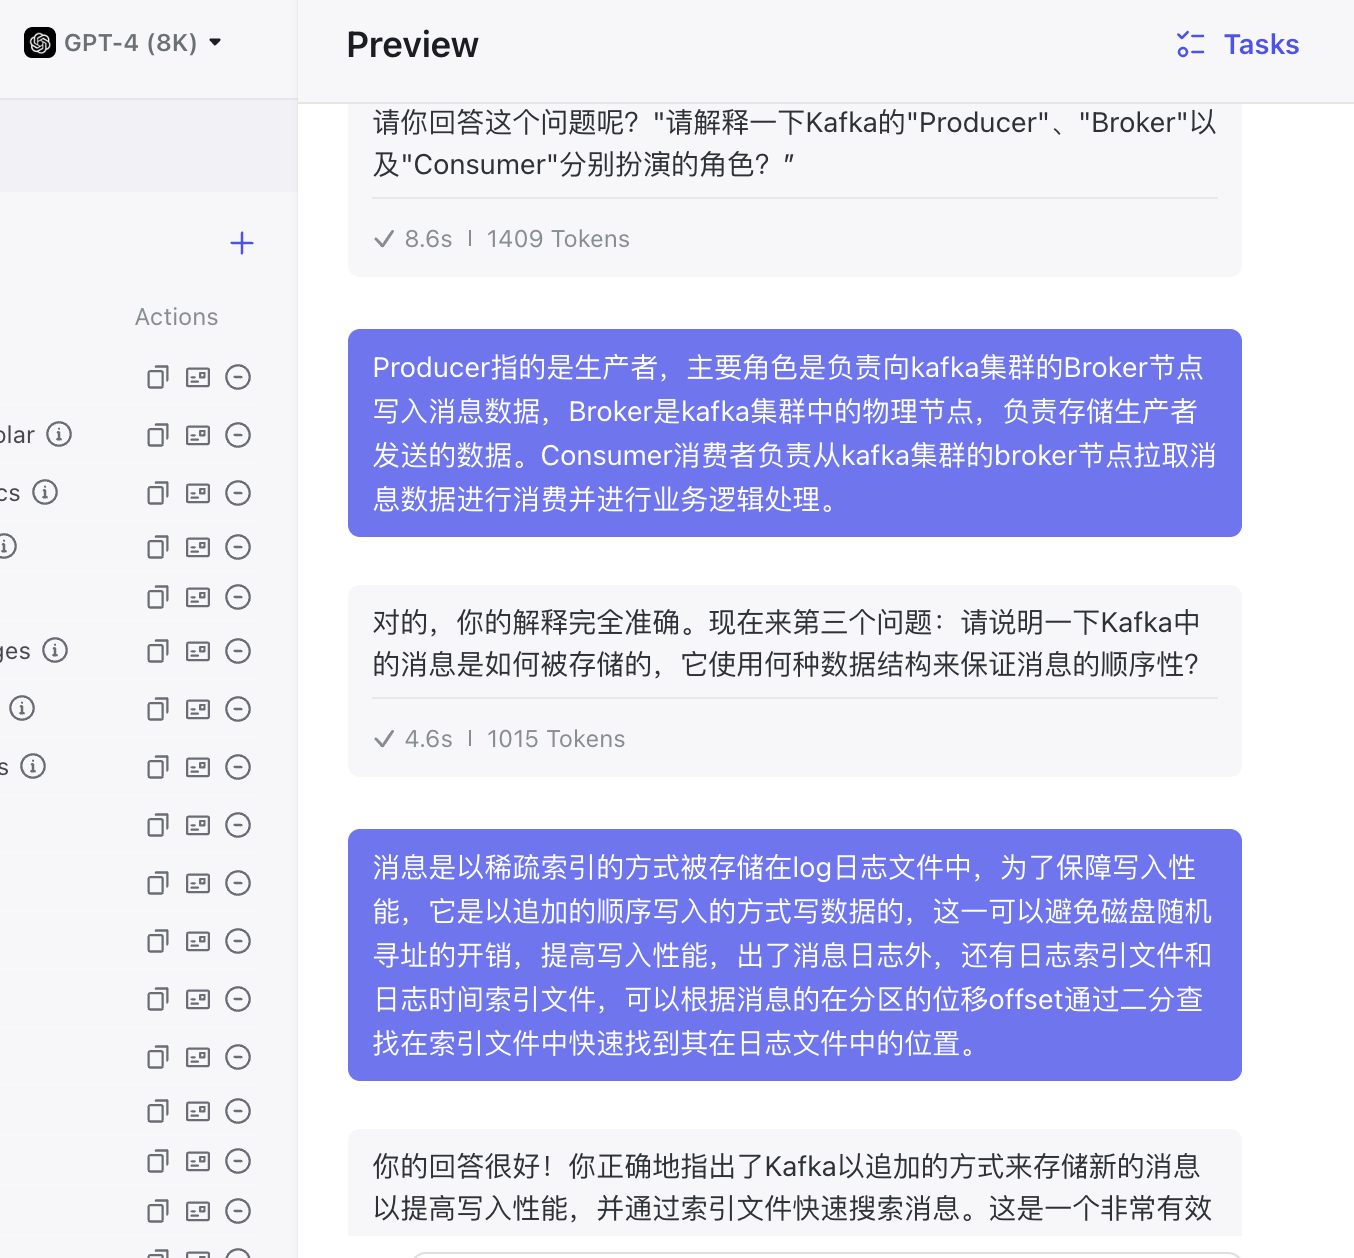 GPT-4 (8K)
Preview
Tasks
Actions
olar
cs
ges
s
请你回答这个问题呢？"请解释一下Kafka的"Producer"、"Broker"以
及"Consumer"分别扮演的角色？”
8.6s | 1409 Tokens
Producer指的是生产者，主要角色是负责向kafka集群的Broker节点
写入消息数据，Broker是kafka集群中的物理节点，负责存储生产者
发送的数据。Consumer消费者负责从kafka集群的broker节点拉取消
息数据进行消费并进行业务逻辑处理。
对的，你的解释完全准确。现在来第三个问题：请说明一下Kafka中
的消息是如何被存储的，它使用何种数据结构来保证消息的顺序性?
4.6s | 1015 Tokens
消息是以稀疏索引的方式被存储在log日志文件中，为了保障写入性
能，它是以追加的顺序写入的方式写数据的，这一可以避免磁盘随机
寻址的开销，提高写入性能，出了消息日志外，还有日志索引文件和
日志时间索引文件，可以根据消息的在分区的位移offset通过二分查
找在索引文件中快速找到其在日志文件中的位置。
你的回答很好！你正确地指出了Kafka以追加的方式来存储新的消息
以提高写入性能，并通过索引文件快速搜索消息。这是一个非常有效